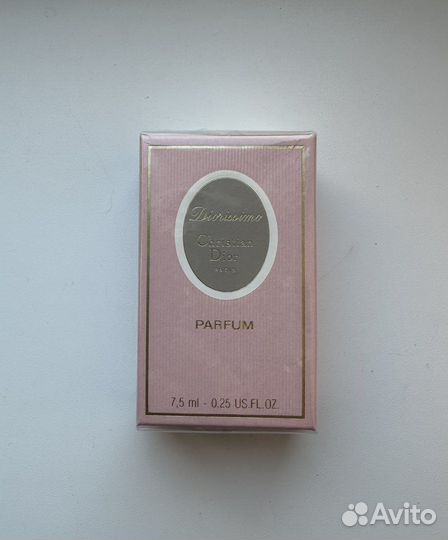 Diorissimo
Christian
Dior
PARIS
PARFUM
7,5 ml - 0.25 US.FL.OZ.
Avito